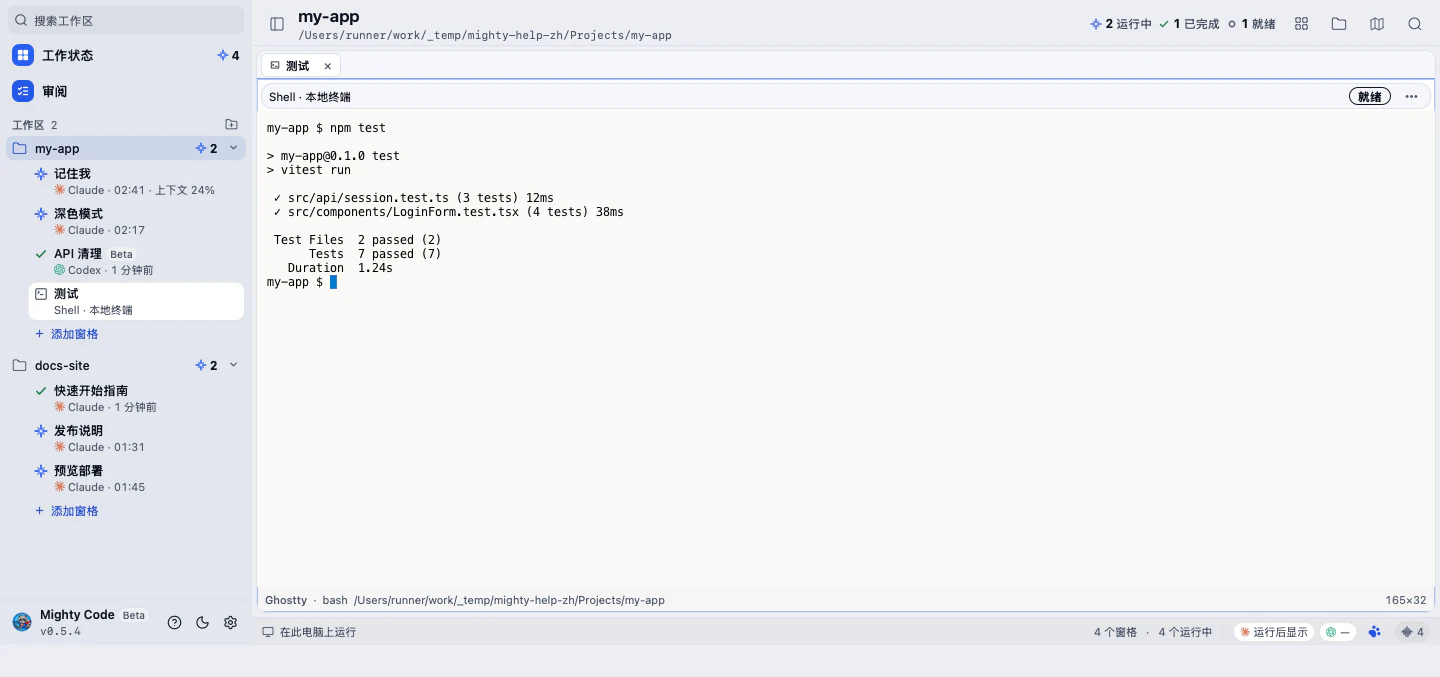 搜索工作区
工作状态 4
审阅
工作区 2
my-app 2
记住我
Claude · 02:41 · 上下文 24%
深色模式
Claude · 02:17
API 清理 Beta
Codex · 1 分钟前
测试
Shell · 本地终端
+ 添加窗格
docs-site 2
快速开始指南
Claude · 1 分钟前
发布说明
Claude · 01:31
预览部署
Claude · 01:45
+ 添加窗格
Mighty Code Beta
v0.5.4
my-app
/Users/runner/work/_temp/mighty-help-zh/Projects/my-app
2 运行中 1 已完成 1 就绪
测试 ×
Shell · 本地终端 就绪
my-app $ npm test
> my-app@0.1.0 test
> vitest run
✓ src/api/session.test.ts (3 tests) 12ms
✓ src/components/LoginForm.test.tsx (4 tests) 38ms
Test Files 2 passed (2)
Tests 7 passed (7)
Duration 1.24s
my-app $
Ghostty · bash /Users/runner/work/_temp/mighty-help-zh/Projects/my-app 165×32
在此电脑上运行 4 个窗格 · 4 个运行中 运行后显示 — 4